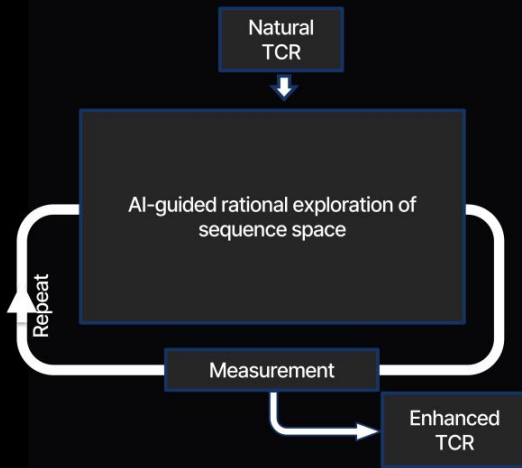 Natural
TCR
AI-guided rational exploration of
sequence space
Repeat
Measurement
Enhanced
TCR